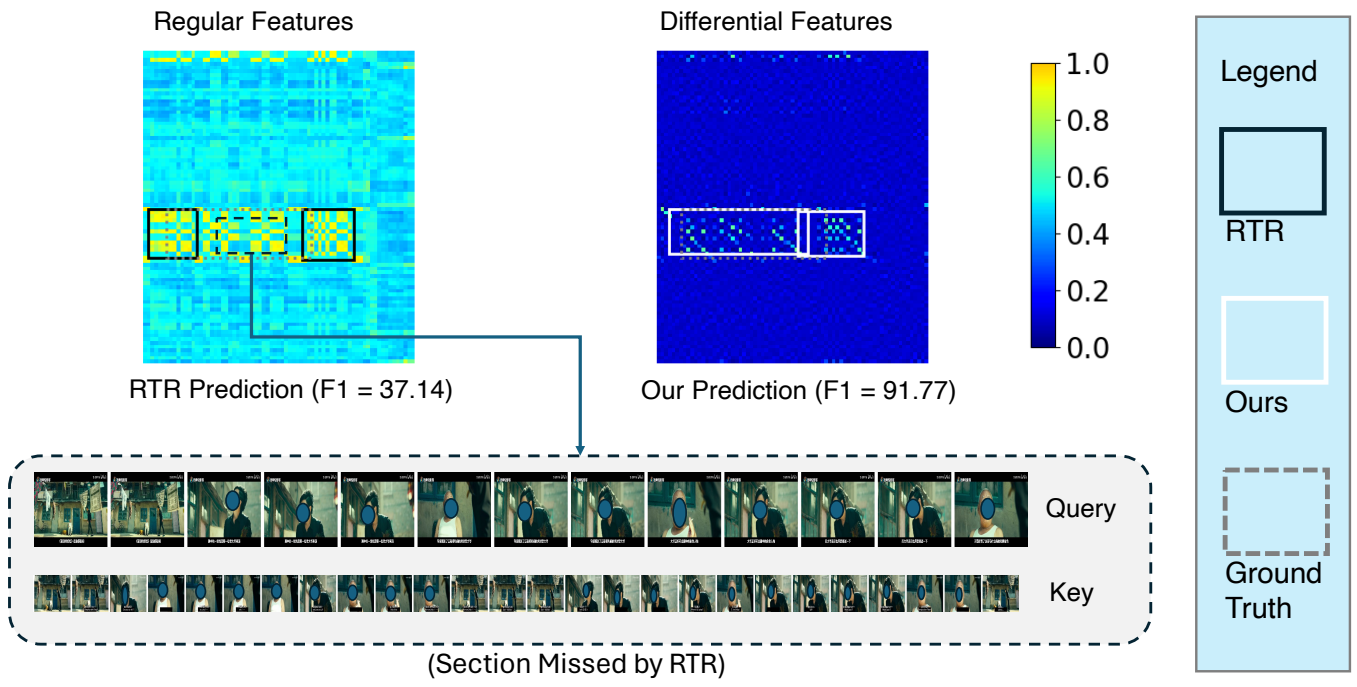 Regular Features
Differential Features
1.0
0.8
0.6
0.4
0.2
0.0
RTR Prediction (F1 = 37.14)
Our Prediction (F1 = 91.77)
Legend
RTR
Ours
Ground
Truth
Query
Key
(Section Missed by RTR)